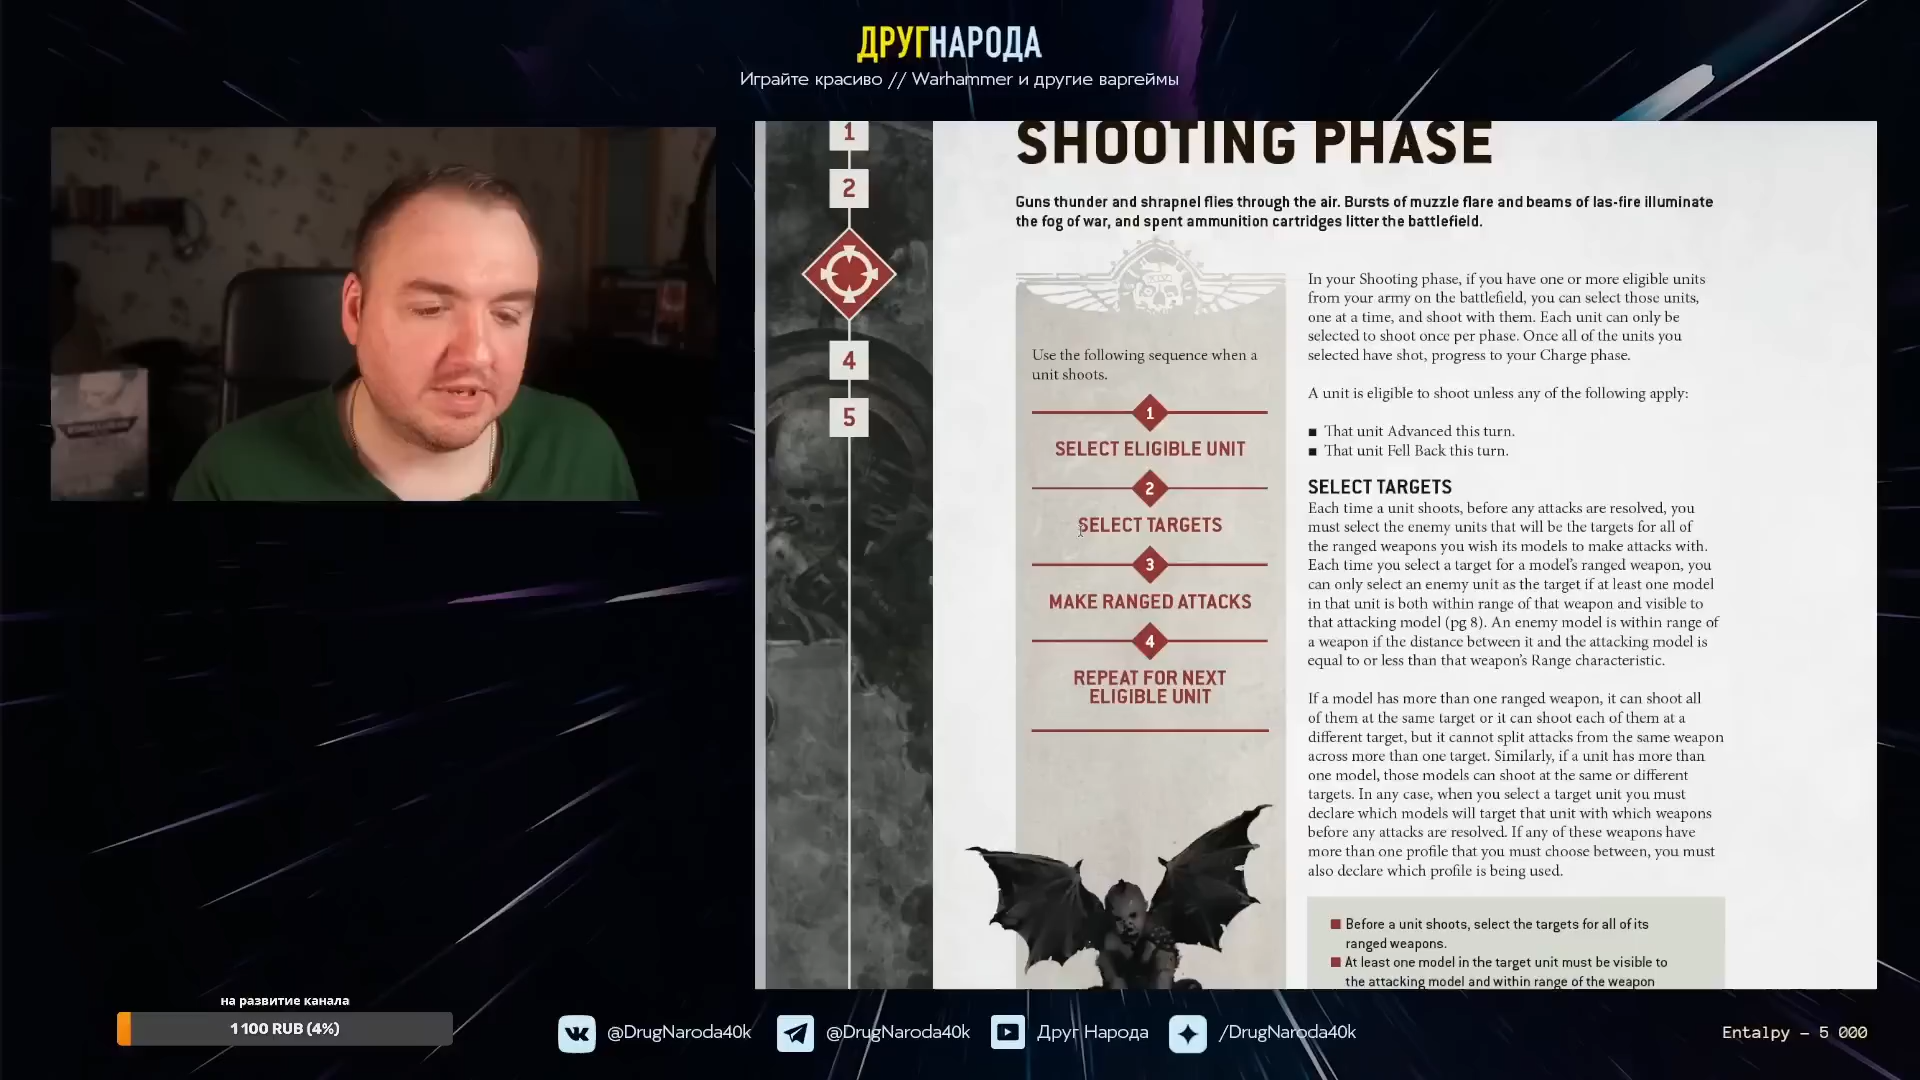 ДРУГНАРОДА
Играйте красиво // Warhammer и другие варгеймы
1
2
4
5
SHOOTING PHASE
Guns thunder and shrapnel flies through the air. Bursts of muzzle flare and beams of las-fire illuminate
the fog of war, and spent ammunition cartridges litter the battlefield.
Use the following sequence when a
unit shoots.
1
SELECT ELIGIBLE UNIT
2
SELECT TARGETS
3
MAKE RANGED ATTACKS
4
REPEAT FOR NEXT
ELIGIBLE UNIT
In your Shooting phase, if you have one or more eligible units
from your army on the battlefield, you can select those units,
one at a time, and shoot with them. Each unit can only be
selected to shoot once per phase. Once all of the units you
selected have shot, progress to your Charge phase.
A unit is eligible to shoot unless any of the following apply:
■ That unit Advanced this turn.
■ That unit Fell Back this turn.
SELECT TARGETS
Each time a unit shoots, before any attacks are resolved, you
must select the enemy units that will be the targets for all of
the ranged weapons you wish its models to make attacks with.
Each time you select a target for a model’s ranged weapon, you
can only select an enemy unit as the target if at least one model
in that unit is both within range of that weapon and visible to
that attacking model (pg 8). An enemy model is within range of
a weapon if the distance between it and the attacking model is
equal to or less than that weapon’s Range characteristic.
If a model has more than one ranged weapon, it can shoot all
of them at the same target or it can shoot each of them at a
different target, but it cannot split attacks from the same weapon
across more than one target. Similarly, if a unit has more than
one model, those models can shoot at the same or different
targets. In any case, when you select a target unit you must
declare which models will target that unit with which weapons
before any attacks are resolved. If any of these weapons have
more than one profile that you must choose between, you must
also declare which profile is being used.
■ Before a unit shoots, select the targets for all of its
ranged weapons.
■ At least one model in the target unit must be visible to
the attacking model and within range of the weapon
на развитие канала
1 100 RUB (4%)
@DrugNaroda40k
@DrugNaroda40k
Друг Народа
/DrugNaroda40k
Entalpy – 5 000